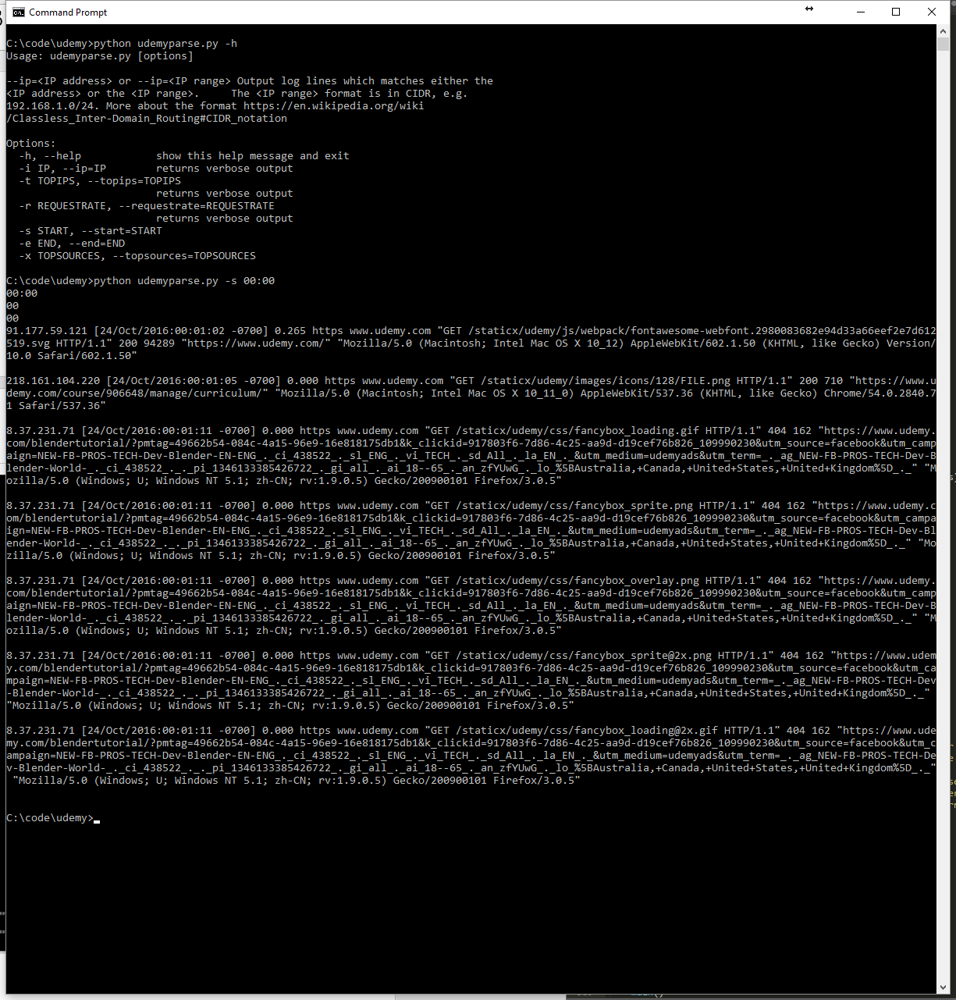 Command Prompt
C:\code\udemy>python udemyparse.py -h
Usage: udemyparse.py [options]
--ip=<IP address> or --ip=<IP range> Output log lines which matches either the
<IP address> or the <IP range>.     The <IP range> format is in CIDR, e.g.
192.168.1.0/24. More about the format https://en.wikipedia.org/wiki
/Classless_Inter-Domain_Routing#CIDR_notation
Options:
  -h, --help            show this help message and exit
  -i IP, --ip=IP        returns verbose output
  -t TOPIPS, --topips=TOPIPS
                        returns verbose output
  -r REQUESTRATE, --requestrate=REQUESTRATE
                        returns verbose output
  -s START, --start=START
  -e END, --end=END
  -x TOPSOURCES, --topsources=TOPSOURCES
C:\code\udemy>python udemyparse.py -s 00:00
00:00
00
00
91.177.59.121 [24/Oct/2016:00:01:02 -0700] 0.265 https www.udemy.com "GET /staticx/udemy/js/webpack/fontawesome-webfont.2980083682e94d33a66eef2e7d612
519.svg HTTP/1.1" 200 94289 "https://www.udemy.com/" "Mozilla/5.0 (Macintosh; Intel Mac OS X 10_12) AppleWebKit/602.1.50 (KHTML, like Gecko) Version/
10.0 Safari/602.1.50"
218.161.104.220 [24/Oct/2016:00:01:05 -0700] 0.000 https www.udemy.com "GET /staticx/udemy/images/icons/128/FILE.png HTTP/1.1" 200 710 "https://www.u
demy.com/course/906648/manage/curriculum/" "Mozilla/5.0 (Macintosh; Intel Mac OS X 10_11_0) AppleWebKit/537.36 (KHTML, like Gecko) Chrome/54.0.2840.7
1 Safari/537.36"
8.37.231.71 [24/Oct/2016:00:01:11 -0700] 0.000 https www.udemy.com "GET /staticx/udemy/css/fancybox_loading.gif HTTP/1.1" 404 162 "https://www.udemy.
com/blendertutorial/?pmtag=49662b54-084c-4a15-96e9-16e818175db1&k_clickid=917803f6-7d86-4c25-aa9d-d19cef76b826_109990230&utm_source=facebook&utm_camp
aign=NEW-FB-PROS-TECH-Dev-Blender-EN-ENG_._ci_438522_._sl_ENG_._vi_TECH_._sd_All_._la_EN_._&utm_medium=udemyads&utm_term=_._ag_NEW-FB-PROS-TECH-Dev-B
lender-World-_._ci_438522_._._pi_1346133385426722_._gi_all_._ai_18--65_._an_zfYUwG_._lo_%5BAustralia,+Canada,+United+States,+United+Kingdom%5D_._" "M
ozilla/5.0 (Windows; U; Windows NT 5.1; zh-CN; rv:1.9.0.5) Gecko/200900101 Firefox/3.0.5"
8.37.231.71 [24/Oct/2016:00:01:11 -0700] 0.000 https www.udemy.com "GET /staticx/udemy/css/fancybox_sprite.png HTTP/1.1" 404 162 "https://www.udemy.c
om/blendertutorial/?pmtag=49662b54-084c-4a15-96e9-16e818175db1&k_clickid=917803f6-7d86-4c25-aa9d-d19cef76b826_109990230&utm_source=facebook&utm_campa
ign=NEW-FB-PROS-TECH-Dev-Blender-EN-ENG_._ci_438522_._sl_ENG_._vi_TECH_._sd_All_._la_EN_._&utm_medium=udemyads&utm_term=_._ag_NEW-FB-PROS-TECH-Dev-Bl
ender-World-_._ci_438522_._._pi_1346133385426722_._gi_all_._ai_18--65_._an_zfYUwG_._lo_%5BAustralia,+Canada,+United+States,+United+Kingdom%5D_._" "Mo
zilla/5.0 (Windows; U; Windows NT 5.1; zh-CN; rv:1.9.0.5) Gecko/200900101 Firefox/3.0.5"
8.37.231.71 [24/Oct/2016:00:01:11 -0700] 0.000 https www.udemy.com "GET /staticx/udemy/css/fancybox_overlay.png HTTP/1.1" 404 162 "https://www.udemy.
com/blendertutorial/?pmtag=49662b54-084c-4a15-96e9-16e818175db1&k_clickid=917803f6-7d86-4c25-aa9d-d19cef76b826_109990230&utm_source=facebook&utm_camp
aign=NEW-FB-PROS-TECH-Dev-Blender-EN-ENG_._ci_438522_._sl_ENG_._vi_TECH_._sd_All_._la_EN_._&utm_medium=udemyads&utm_term=_._ag_NEW-FB-PROS-TECH-Dev-B
lender-World-_._ci_438522_._._pi_1346133385426722_._gi_all_._ai_18--65_._an_zfYUwG_._lo_%5BAustralia,+Canada,+United+States,+United+Kingdom%5D_._" "M
ozilla/5.0 (Windows; U; Windows NT 5.1; zh-CN; rv:1.9.0.5) Gecko/200900101 Firefox/3.0.5"
8.37.231.71 [24/Oct/2016:00:01:11 -0700] 0.000 https www.udemy.com "GET /staticx/udemy/css/fancybox_sprite@2x.png HTTP/1.1" 404 162 "https://www.udem
y.com/blendertutorial/?pmtag=49662b54-084c-4a15-96e9-16e818175db1&k_clickid=917803f6-7d86-4c25-aa9d-d19cef76b826_109990230&utm_source=facebook&utm_ca
mpaign=NEW-FB-PROS-TECH-Dev-Blender-EN-ENG_._ci_438522_._sl_ENG_._vi_TECH_._sd_All_._la_EN_._&utm_medium=udemyads&utm_term=_._ag_NEW-FB-PROS-TECH-Dev
-Blender-World-_._ci_438522_._._pi_1346133385426722_._gi_all_._ai_18--65_._an_zfYUwG_._lo_%5BAustralia,+Canada,+United+States,+United+Kingdom%5D_._"
"Mozilla/5.0 (Windows; U; Windows NT 5.1; zh-CN; rv:1.9.0.5) Gecko/200900101 Firefox/3.0.5"
8.37.231.71 [24/Oct/2016:00:01:11 -0700] 0.000 https www.udemy.com "GET /staticx/udemy/css/fancybox_loading@2x.gif HTTP/1.1" 404 162 "https://www.ude
my.com/blendertutorial/?pmtag=49662b54-084c-4a15-96e9-16e818175db1&k_clickid=917803f6-7d86-4c25-aa9d-d19cef76b826_109990230&utm_source=facebook&utm_c
ampaign=NEW-FB-PROS-TECH-Dev-Blender-EN-ENG_._ci_438522_._sl_ENG_._vi_TECH_._sd_All_._la_EN_._&utm_medium=udemyads&utm_term=_._ag_NEW-FB-PROS-TECH-De
v-Blender-World-_._ci_438522_._._pi_1346133385426722_._gi_all_._ai_18--65_._an_zfYUwG_._lo_%5BAustralia,+Canada,+United+States,+United+Kingdom%5D_._"
 "Mozilla/5.0 (Windows; U; Windows NT 5.1; zh-CN; rv:1.9.0.5) Gecko/200900101 Firefox/3.0.5"
C:\code\udemy>